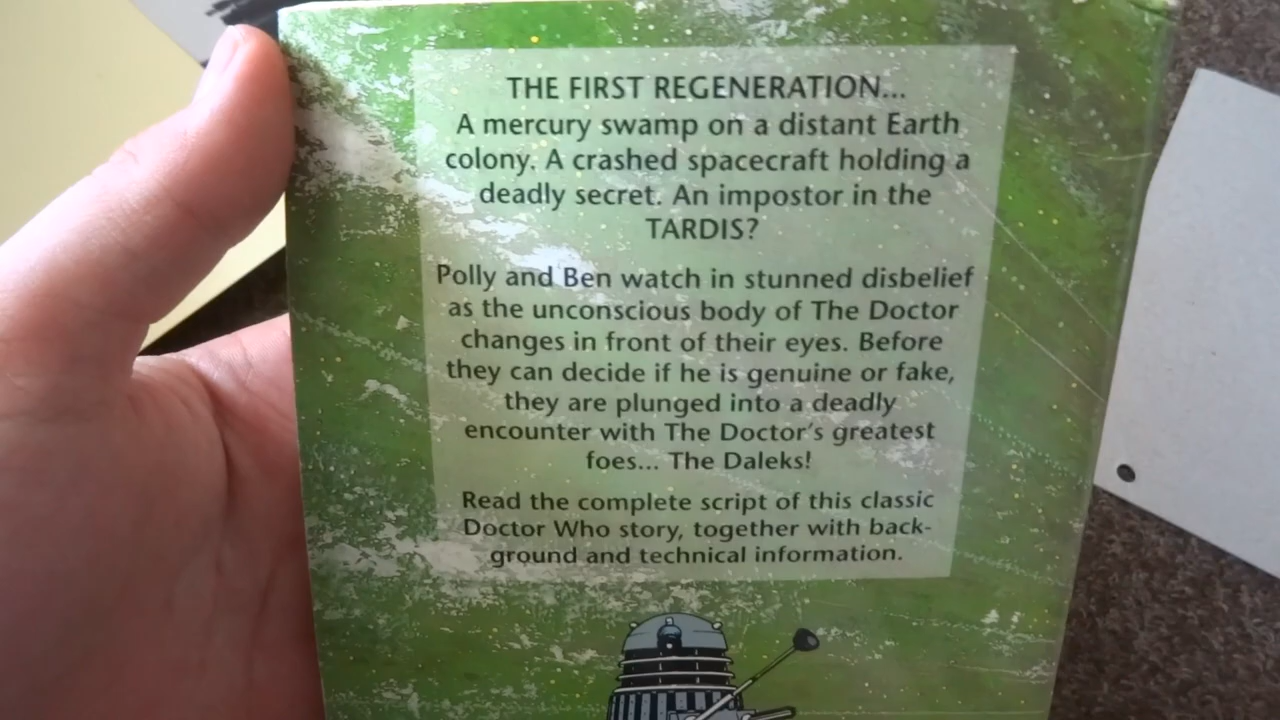 THE FIRST REGENERATION...
A mercury swamp on a distant Earth
colony. A crashed spacecraft holding a
deadly secret. An impostor in the
TARDIS?
Polly and Ben watch in stunned disbelief
as the unconscious body of The Doctor
changes in front of their eyes. Before
they can decide if he is genuine or fake,
they are plunged into a deadly
encounter with The Doctor's greatest
foes... The Daleks!
Read the complete script of this classic
Doctor Who story, together with back-
ground and technical information.